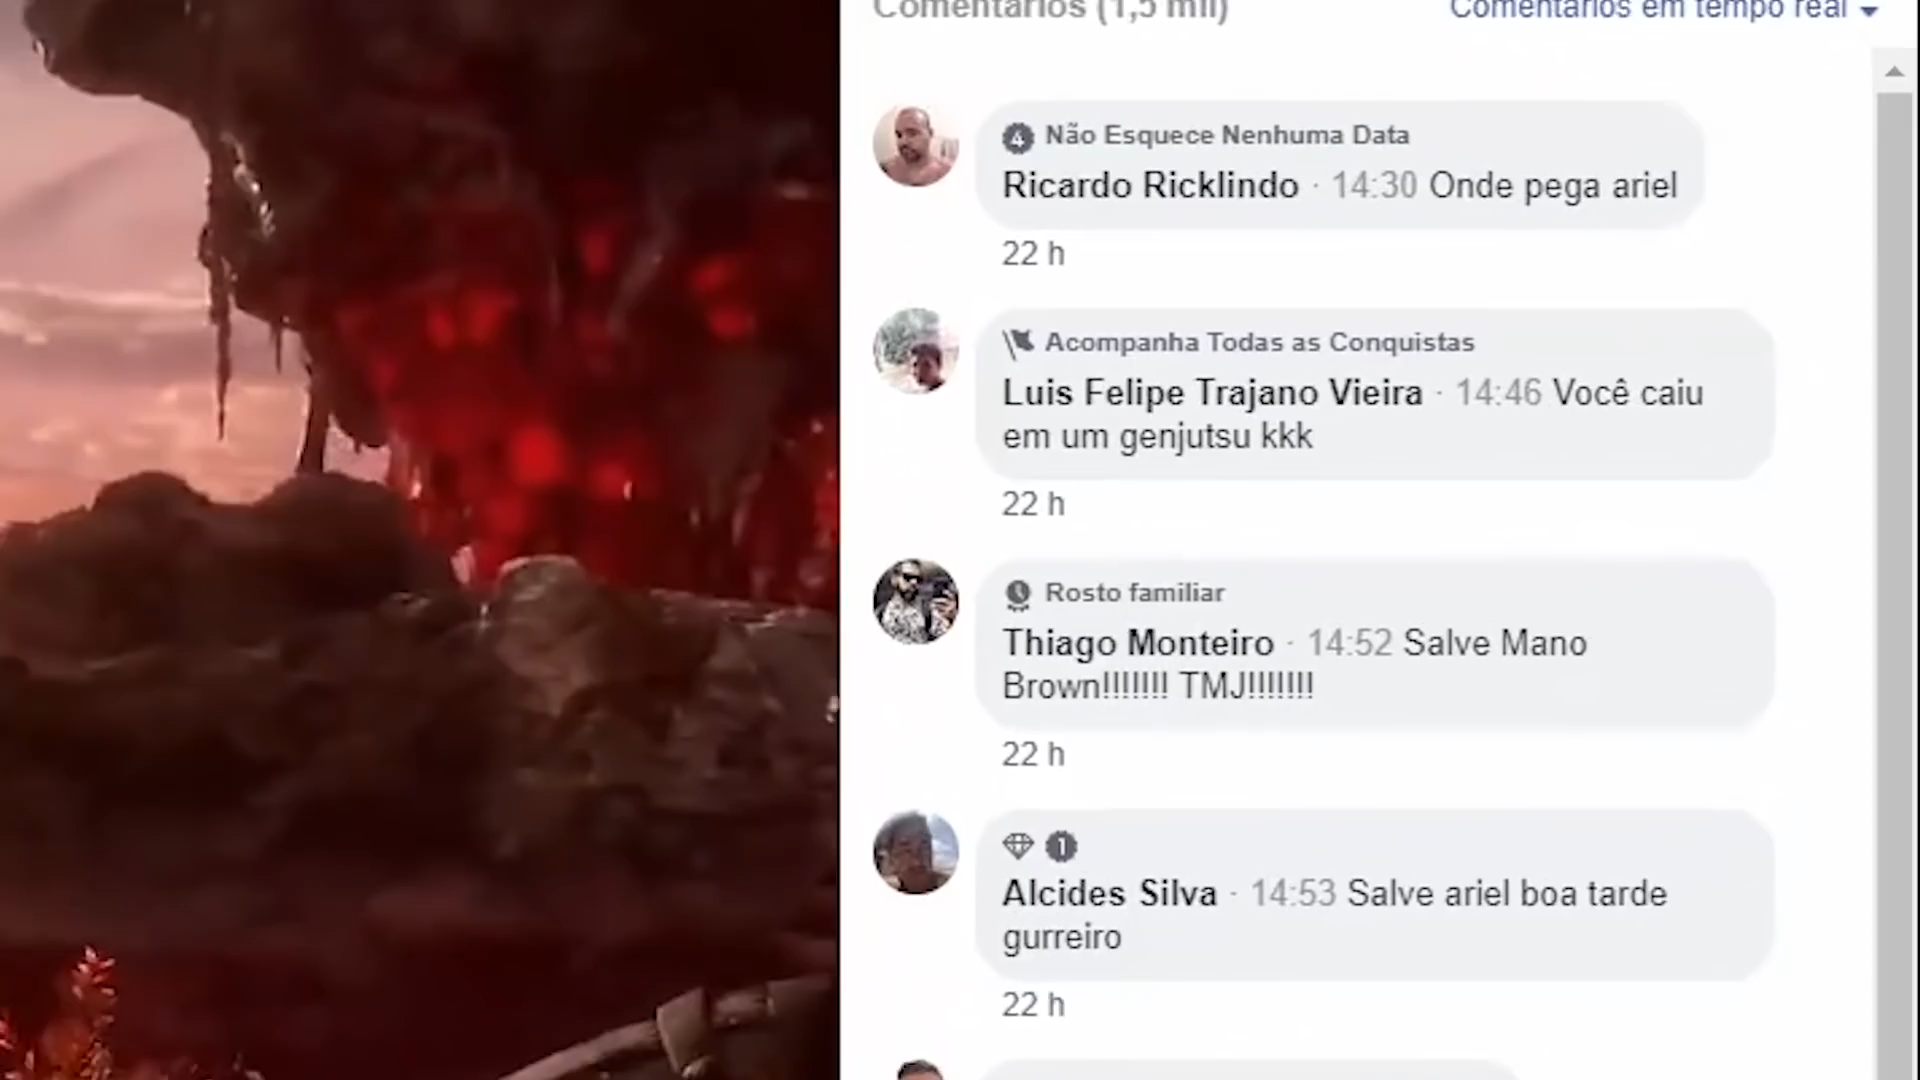 Comentários (1,5 mil)
Comentários em tempo real
4 Não Esquece Nenhuma Data
Ricardo Ricklindo · 14:30 Onde pega ariel
22 h
Acompanha Todas as Conquistas
Luis Felipe Trajano Vieira · 14:46 Você caiu
em um genjutsu kkk
22 h
Rosto familiar
Thiago Monteiro · 14:52 Salve Mano
Brown!!!!!!! TMJ!!!!!!!
22 h
1
Alcides Silva · 14:53 Salve ariel boa tarde
gurreiro
22 h